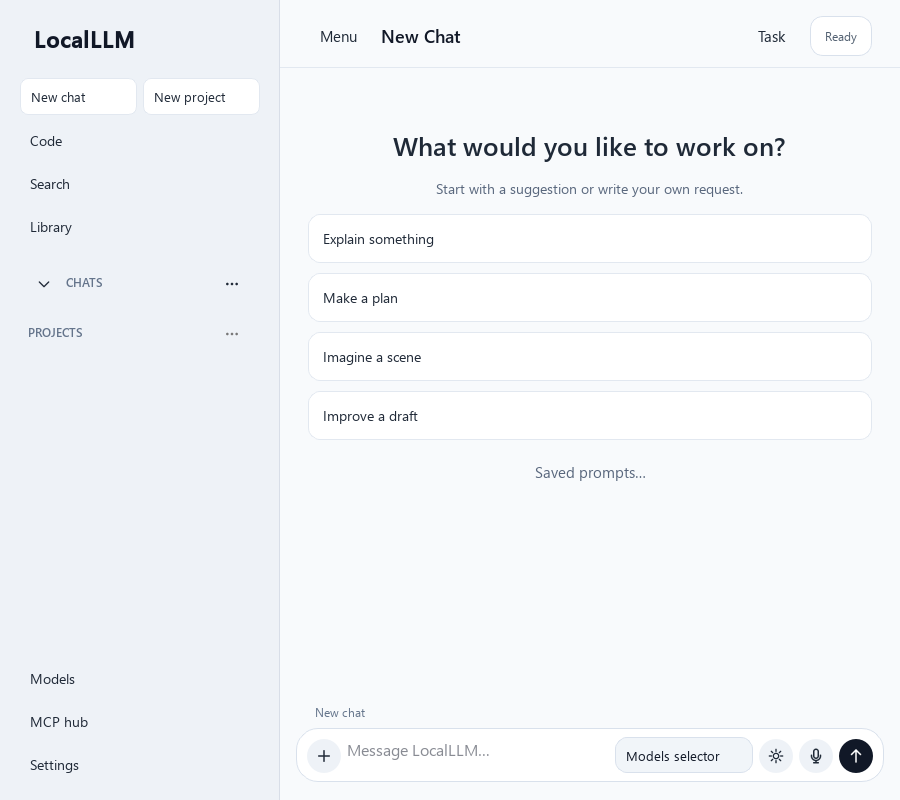 LocalLLM
New chat
New project
Code
Search
Library
CHATS
PROJECTS
Models
MCP hub
Settings
Menu
New Chat
Task
Ready
What would you like to work on?
Start with a suggestion or write your own request.
Explain something
Make a plan
Imagine a scene
Improve a draft
Saved prompts...
New chat
Message LocalLLM...
Models selector